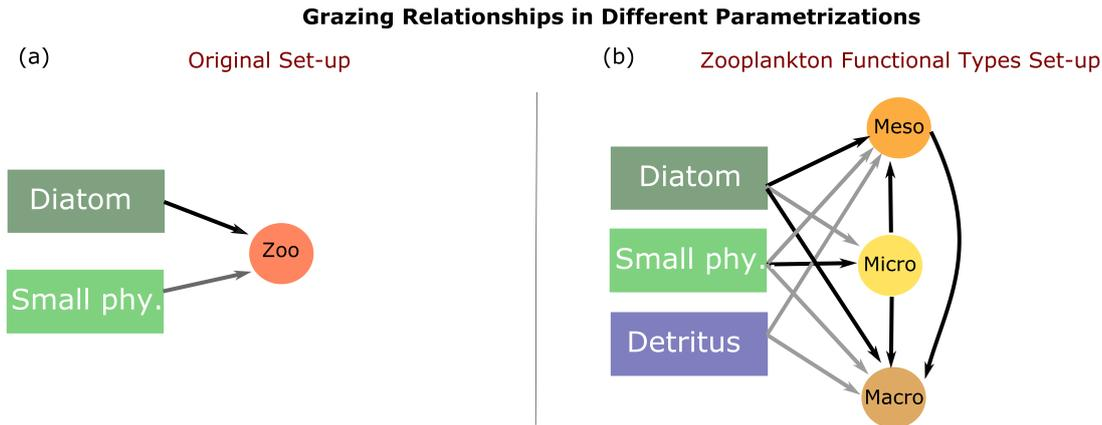 Grazing Relationships in Different Parametrizations
(a)
Original Set-up
Diatom
Small phy.
Zoo
(b)
Zooplankton Functional Types Set-up
Diatom
Small phy.
Detritus
Meso
Micro
Macro